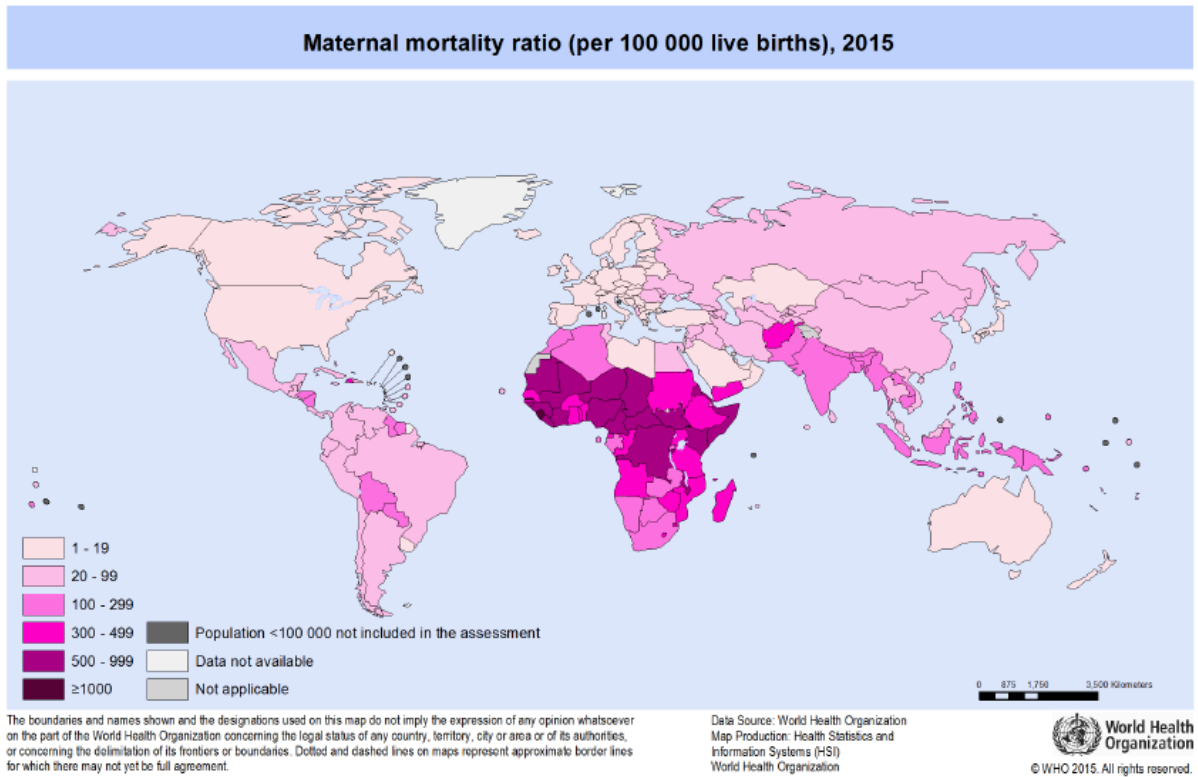 Maternal mortality ratio (per 100 000 live births), 2015
1 - 19
20 - 99
100 - 299
300 - 499
500 - 999
≥1000
Population <100 000 not included in the assessment
Data not available
Not applicable
0 875 1,750 3,500 Kilometers
The boundaries and names shown and the designations used on this map do not imply the expression of any opinion whatsoever
on the part of the World Health Organization concerning the legal status of any country, territory, city or area or of its authorities,
or concerning the delimitation of its frontiers or boundaries. Dotted and dashed lines on maps represent approximate border lines
for which there may not yet be full agreement.
Data Source: World Health Organization
Map Production: Health Statistics and
Information Systems (HSI)
World Health Organization
World Health
Organization
© WHO 2015. All rights reserved.